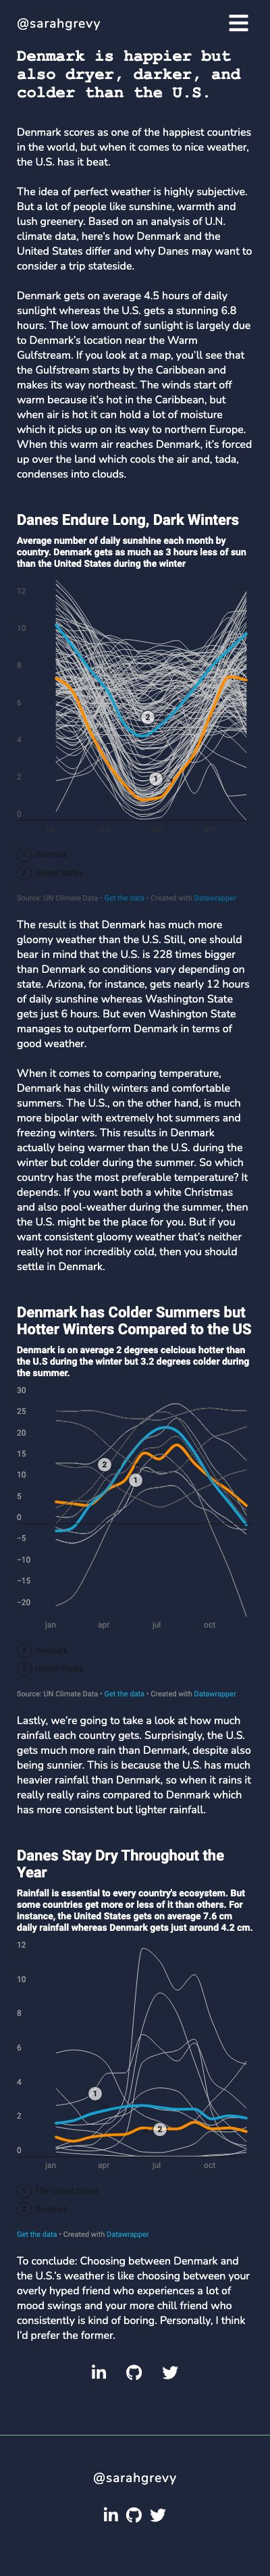 @sarahgrevy
Denmark is happier but
also dryer, darker, and
colder than the U.S.
Denmark scores as one of the happiest countries
in the world, but when it comes to nice weather,
the U.S. has it beat.
The idea of perfect weather is highly subjective.
But a lot of people like sunshine, warmth and
lush greenery. Based on an analysis of U.N.
climate data, here's how Denmark and the
United States differ and why Danes may want to
consider a trip stateside.
Denmark gets on average 4.5 hours of daily
sunlight whereas the U.S. gets a stunning 6.8
hours. The low amount of sunlight is largely due
to Denmark's location near the Warm
Gulfstream. If you look at a map, you'll see that
the Gulfstream starts by the Caribbean and
makes its way northeast. The winds start off
warm because it's hot in the Caribbean, but
when air is hot it can hold a lot of moisture
which it picks up on its way to northern Europe.
When this warm air reaches Denmark, it's forced
up over the land which cools the air and, tada,
condenses into clouds.
Danes Endure Long, Dark Winters
Average number of daily sunshine each month by
country. Denmark gets as much as 3 hours less of sun
than the United States during the winter
12
10
8
6
4
2
0
jul
oct
jan
apr
2
1
1 Denmark
2 United States
Source: UN Climate Data • Get the data • Created with Datawrapper
The result is that Denmark has much more
gloomy weather than the U.S. Still, one should
bear in mind that the U.S. is 228 times bigger
than Denmark so conditions vary depending on
state. Arizona, for instance, gets nearly 12 hours
of daily sunshine whereas Washington State
gets just 6 hours. But even Washington State
manages to outperform Denmark in terms of
good weather.
When it comes to comparing temperature,
Denmark has chilly winters and comfortable
summers. The U.S., on the other hand, is much
more bipolar with extremely hot summers and
freezing winters. This results in Denmark
actually being warmer than the U.S. during the
winter but colder during the summer. So which
country has the most preferable temperature? It
depends. If you want both a white Christmas
and also pool-weather during the summer, then
the U.S. might be the place for you. But if you
want consistent gloomy weather that's neither
really hot nor incredibly cold, then you should
settle in Denmark.
Denmark has Colder Summers but
Hotter Winters Compared to the US
Denmark is on average 2 degrees celcious hotter than
the U.S during the winter but 3.2 degrees colder during
the summer.
30
25
20
15
10
5
0
−5
−10
−15
−20
jan
apr
jul
oct
2
1
1 Denmark
2 United States
Source: UN Climate Data • Get the data • Created with Datawrapper
Lastly, we're going to take a look at how much
rainfall each country gets. Surprisingly, the U.S.
gets much more rain than Denmark, despite also
being sunnier. This is because the U.S. has much
heavier rainfall than Denmark, so when it rains it
really really rains compared to Denmark which
has more consistent but lighter rainfall.
Danes Stay Dry Throughout the
Year
Rainfall is essential to every country's ecosystem. But
some countries get more or less of it than others. For
instance, the United States gets on average 7.6 cm
daily rainfall whereas Denmark gets just around 4.2 cm.
12
10
8
6
4
2
0
jan
apr
jul
oct
1
2
1 The United States
2 Denmark
Get the data • Created with Datawrapper
To conclude: Choosing between Denmark and
the U.S.'s weather is like choosing between your
overly hyped friend who experiences a lot of
mood swings and your more chill friend who
consistently is kind of boring. Personally, I think
I'd prefer the former.
@sarahgrevy